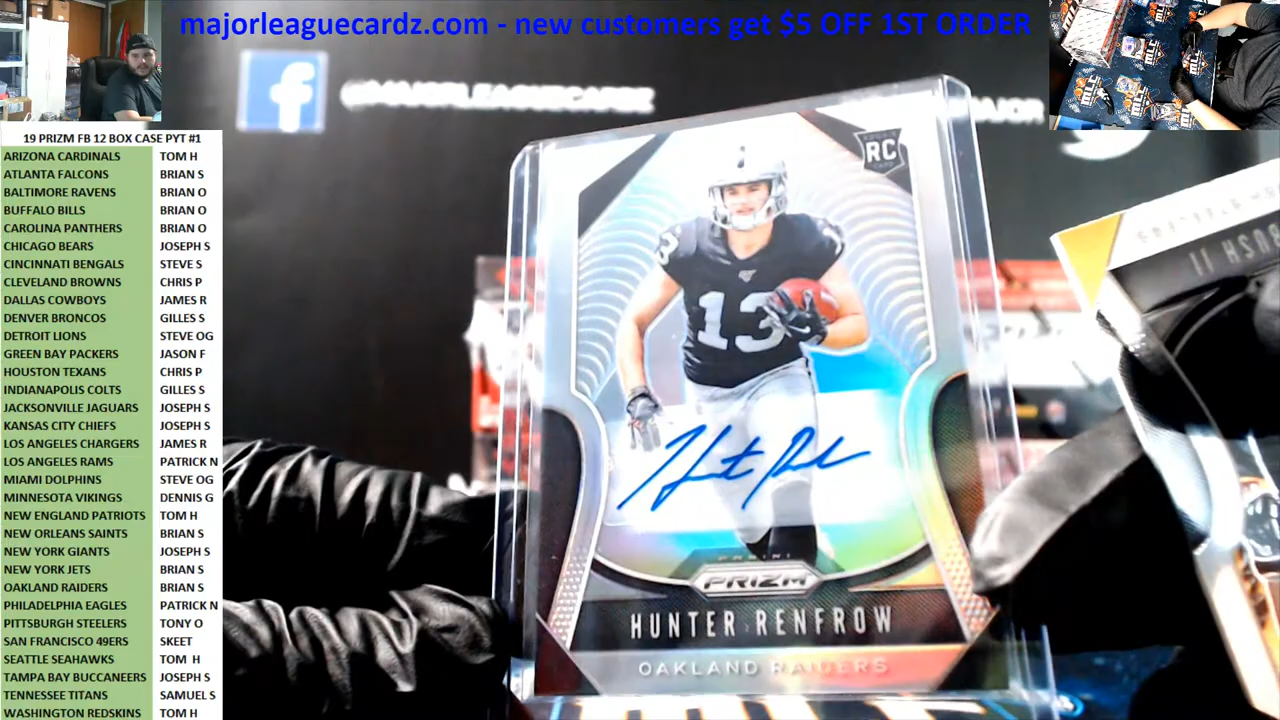 majorleaguecardz.com - new customers get $5 OFF 1ST ORDER
@MAJORLEAGUECARDZ
MAJOR
19 PRIZM FB 12 BOX CASE PYT #1
ARIZONA CARDINALS TOM H
ATLANTA FALCONS BRIAN S
BALTIMORE RAVENS BRIAN O
BUFFALO BILLS BRIAN O
CAROLINA PANTHERS BRIAN O
CHICAGO BEARS JOSEPH S
CINCINNATI BENGALS STEVE S
CLEVELAND BROWNS CHRIS P
DALLAS COWBOYS JAMES R
DENVER BRONCOS GILLES S
DETROIT LIONS STEVE OG
GREEN BAY PACKERS JASON F
HOUSTON TEXANS CHRIS P
INDIANAPOLIS COLTS GILLES S
JACKSONVILLE JAGUARS JOSEPH S
KANSAS CITY CHIEFS JOSEPH S
LOS ANGELES CHARGERS JAMES R
LOS ANGELES RAMS PATRICK N
MIAMI DOLPHINS STEVE OG
MINNESOTA VIKINGS DENNIS G
NEW ENGLAND PATRIOTS TOM H
NEW ORLEANS SAINTS BRIAN S
NEW YORK GIANTS JOSEPH S
NEW YORK JETS BRIAN S
OAKLAND RAIDERS BRIAN S
PHILADELPHIA EAGLES PATRICK N
PITTSBURGH STEELERS TONY O
SAN FRANCISCO 49ERS SKEET
SEATTLE SEAHAWKS TOM H
TAMPA BAY BUCCANEERS JOSEPH S
TENNESSEE TITANS SAMUEL S
WASHINGTON REDSKINS TOM H
RC
13
13
PANINI
PRIZM
HUNTER RENFROW
OAKLAND RAIDERS
BUSH II